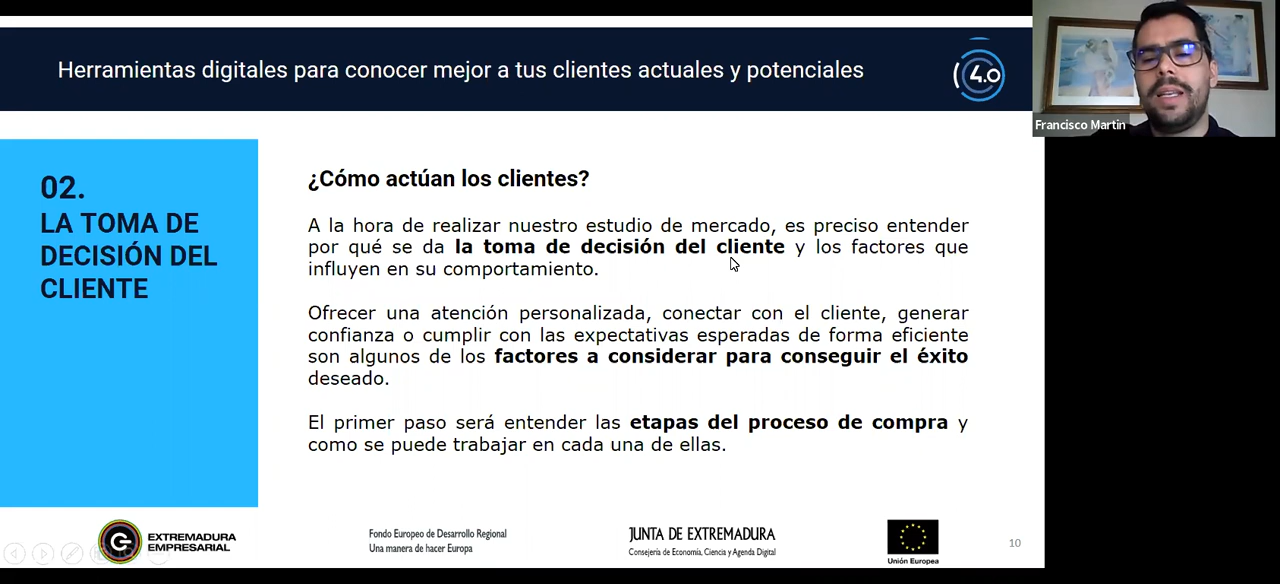 Herramientas digitales para conocer mejor a tus clientes actuales y potenciales
4.0
Francisco Martin
02.
LA TOMA DE
DECISIÓN DEL
CLIENTE
¿Cómo actúan los clientes?
A la hora de realizar nuestro estudio de mercado, es preciso entender
por qué se da la toma de decisión del cliente y los factores que
influyen en su comportamiento.
Ofrecer una atención personalizada, conectar con el cliente, generar
confianza o cumplir con las expectativas esperadas de forma eficiente
son algunos de los factores a considerar para conseguir el éxito
deseado.
El primer paso será entender las etapas del proceso de compra y
como se puede trabajar en cada una de ellas.
EXTREMADURA
EMPRESARIAL
Fondo Europeo de Desarrollo Regional
Una manera de hacer Europa
JUNTA DE EXTREMADURA
Consejería de Economía, Ciencia y Agenda Digital
Unión Europea
10